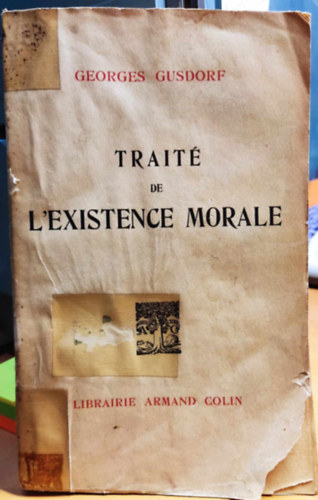 GEORGES GUSDORF
TRAITÉ
DE
L'EXISTENCE MORALE
LIBRAIRIE ARMAND COLIN